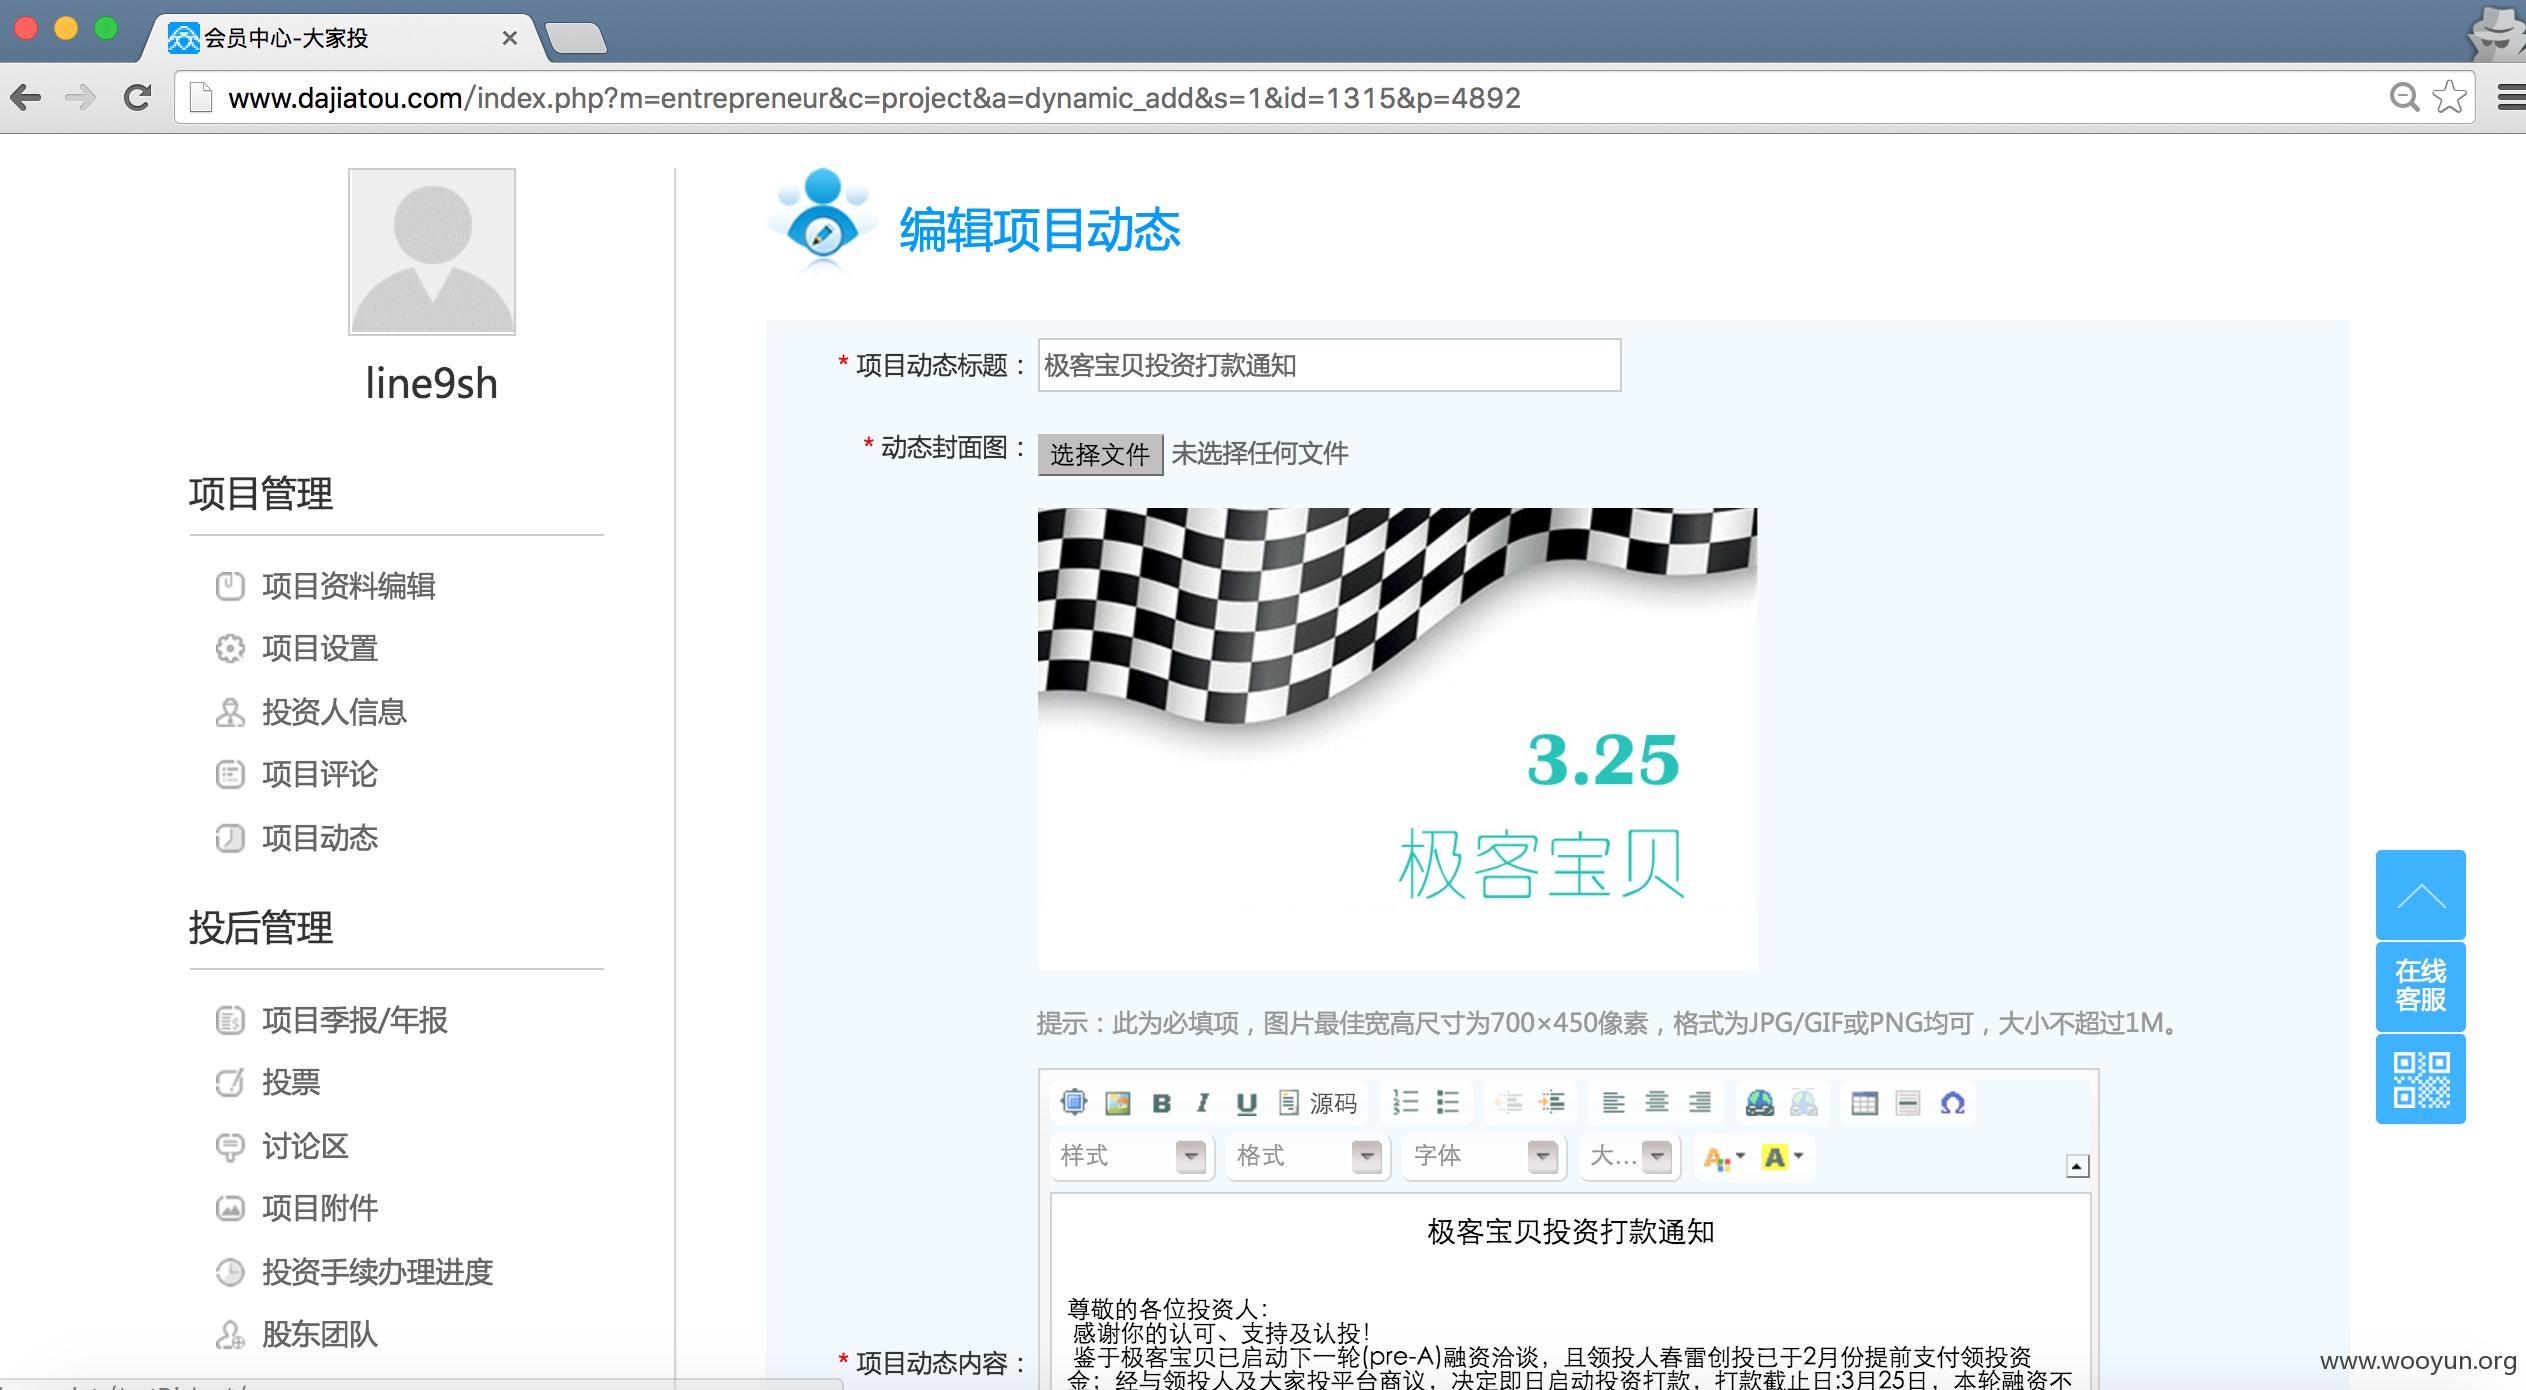 会员中心-大家投
www.dajiatou.com/index.php?m=entrepreneur&c=project&a=dynamic_add&s=1&id=1315&p=4892
line9sh
项目管理
项目资料编辑
项目设置
投资人信息
项目评论
项目动态
投后管理
项目季报/年报
投票
讨论区
项目附件
投资手续办理进度
股东团队
编辑项目动态
* 项目动态标题：
极客宝贝投资打款通知
* 动态封面图：
选择文件 未选择任何文件
3.25
极客宝贝
提示：此为必填项，图片最佳宽高尺寸为700×450像素，格式为JPG/GIF或PNG均可，大小不超过1M。
源码
样式 格式 字体 大...
* 项目动态内容：
极客宝贝投资打款通知
尊敬的各位投资人：
感谢你的认可、支持及认投！
鉴于极客宝贝已启动下一轮(pre-A)融资洽谈，且领投人春雷创投已于2月份提前支付领投资
金；经与领投人及大家投平台商议，决定即日启动投资打款，打款截止日:3月25日，本轮融资不
在线
客服
www.wooyun.org